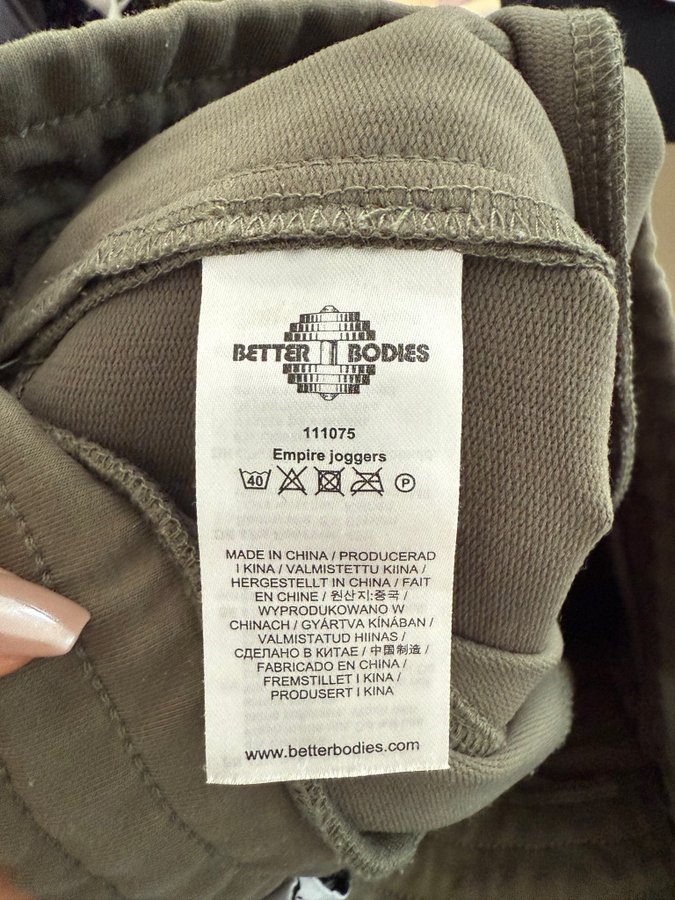 BETTER BODIES
111075
Empire joggers
40 P
MADE IN CHINA / PRODUCERAD
I KINA / VALMISTETTU KIINA /
HERGESTELLT IN CHINA / FAIT
EN CHINE / 원산지:중국 /
WYPRODUKOWANO W
CHINACH / GYÁRTVA KÍNÁBAN /
VALMISTATUD HIINAS /
СДЕЛАНО В КИТАЕ / 中国制造 /
FABRICADO EN CHINA /
FREMSTILLET I KINA /
PRODUSERT I KINA
www.betterbodies.com